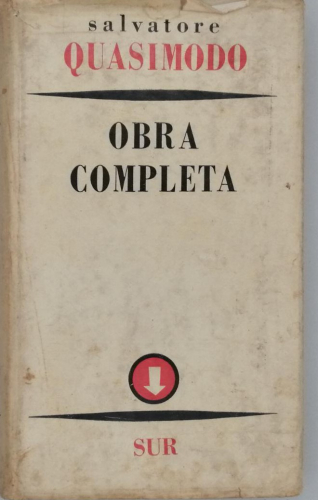 salvatore
QUASIMODO
OBRA
COMPLETA
SUR